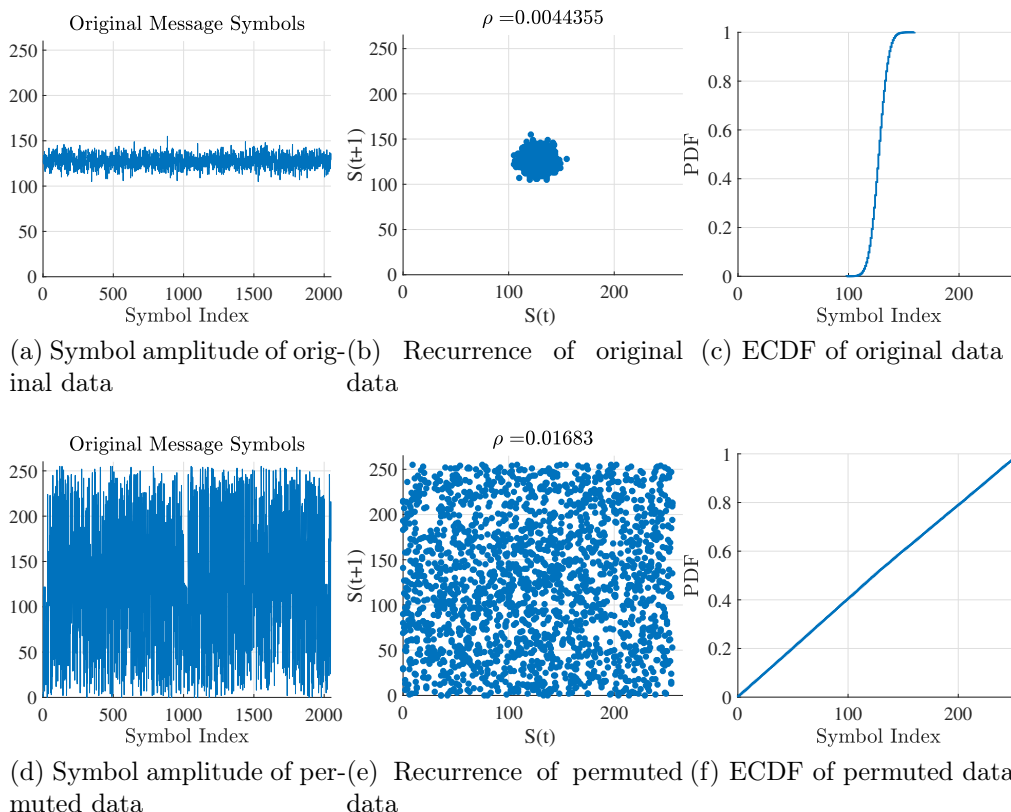 Original Message Symbols
250
200
150
100
50
0
0 500 1000 1500 2000
Symbol Index
ρ =0.0044355
S(t+1)
250
200
150
100
50
0
0 100 200
S(t)
PDF
1
0.8
0.6
0.4
0.2
0
0 100 200
Symbol Index
(a) Symbol amplitude of orig-
inal data
(b) Recurrence of original
data
(c) ECDF of original data
Original Message Symbols
250
200
150
100
50
0
0 500 1000 1500 2000
Symbol Index
ρ =0.01683
S(t+1)
250
200
150
100
50
0
0 100 200
S(t)
PDF
1
0.8
0.6
0.4
0.2
0
0 100 200
Symbol Index
(d) Symbol amplitude of per-
muted data
(e) Recurrence of permuted
data
(f) ECDF of permuted data